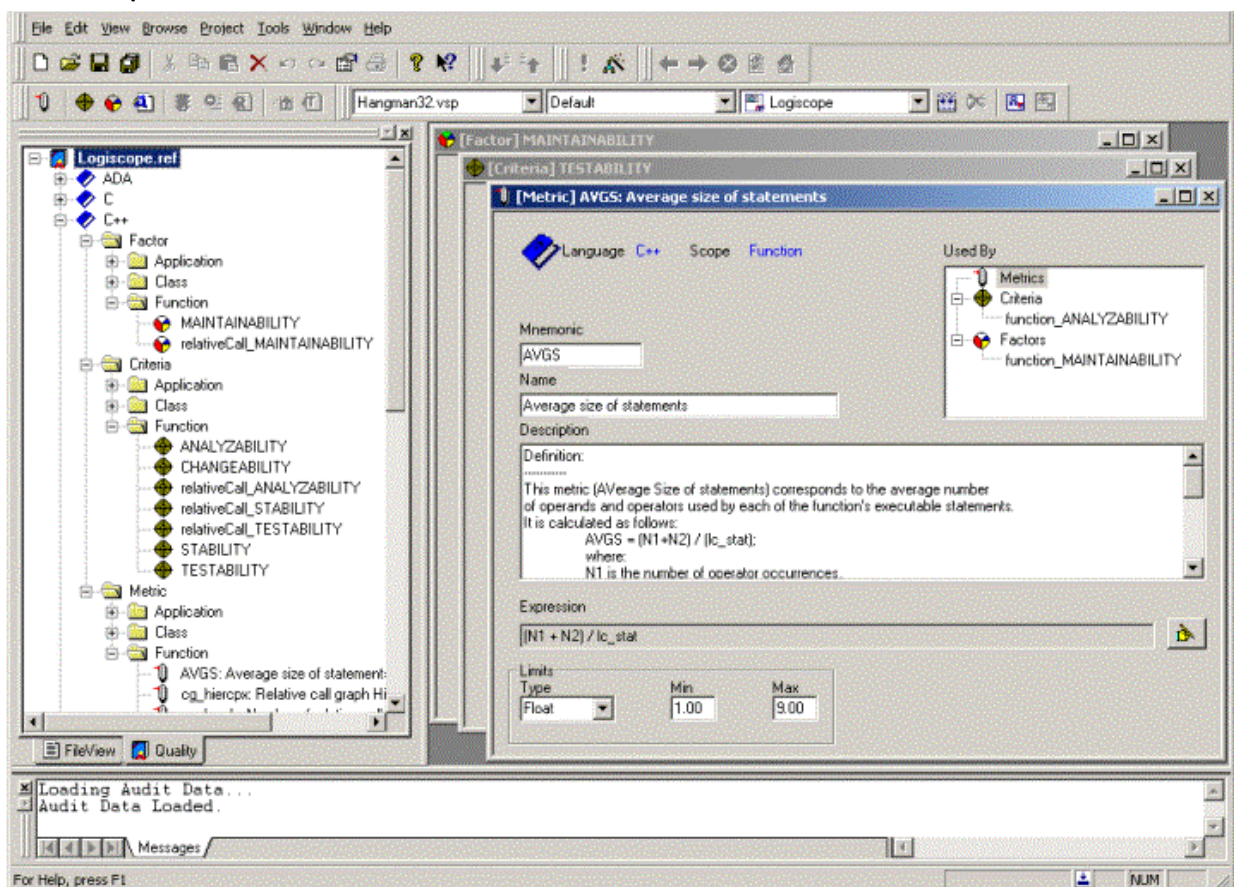 File Edit View Browse Project Tools Window Help
Hangman32.vsp Default Logiscope
Logiscope.ref
ADA
C
C++
Factor
Application
Class
Function
MAINTAINABILITY
relativeCall_MAINTAINABILITY
Criteria
Application
Class
Function
ANALYZABILITY
CHANGEABILITY
relativeCall_ANALYZABILITY
relativeCall_STABILITY
relativeCall_TESTABILITY
STABILITY
TESTABILITY
Metric
Application
Class
Function
AVGS: Average size of statement
cg_hiercpx: Relative call graph Hi
FileView Quality
[Factor] MAINTAINABILITY
[Criteria] TESTABILITY
[Metric] AVGS: Average size of statements
Language C++ Scope Function
Used By
Metrics
Criteria
function_ANALYZABILITY
Factors
function_MAINTAINABILITY
Mnemonic
AVGS
Name
Average size of statements
Description
Definition:
------------
This metric (AVerage Size of statements) corresponds to the average number
of operands and operators used by each of the function's executable statements.
It is calculated as follows:
AVGS = (N1+N2) / (lc_stat);
where:
N1 is the number of operator occurrences.
Expression
(N1 + N2) / lc_stat
Limits
Type Min Max
Float 1.00 9.00
Loading Audit Data...
Audit Data Loaded.
Messages
For Help, press F1 NUM